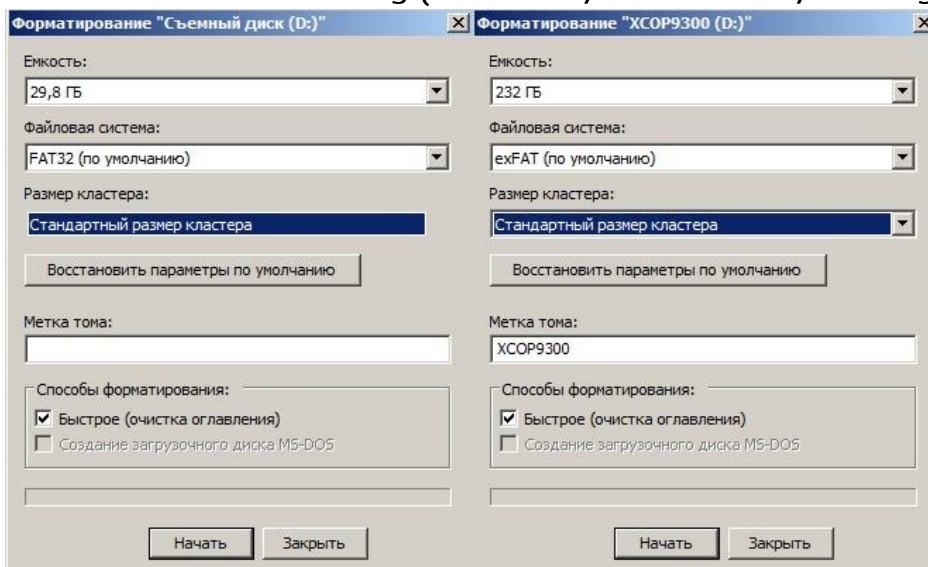 Форматирование "Съемный диск (D:)"
Емкость:
29,8 ГБ
Файловая система:
FAT32 (по умолчанию)
Размер кластера:
Стандартный размер кластера
Восстановить параметры по умолчанию
Метка тома:
Способы форматирования:
Быстрое (очистка оглавления)
Создание загрузочного диска MS-DOS
Начать Закрыть
Форматирование "XCOP9300 (D:)"
Емкость:
232 ГБ
Файловая система:
exFAT (по умолчанию)
Размер кластера:
Стандартный размер кластера
Восстановить параметры по умолчанию
Метка тома:
XCOP9300
Способы форматирования:
Быстрое (очистка оглавления)
Создание загрузочного диска MS-DOS
Начать Закрыть